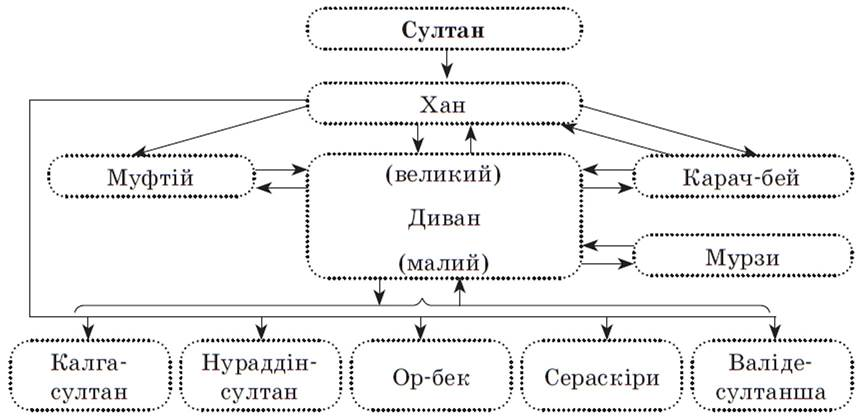 Султан
Хан
Муфтій
(великий)
Диван
(малий)
Карач-бей
Мурзи
Калга-
султан
Нураддін-
султан
Ор-бек
Сераскіри
Валіде-
султанша